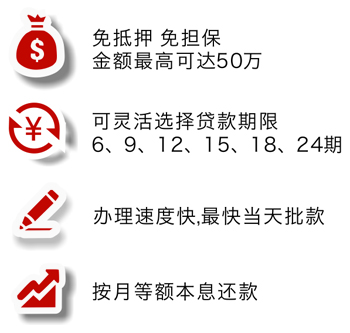 $
免抵押 免担保
金额最高可达50万
¥
可灵活选择贷款期限
6、9、12、15、18、24期
办理速度快,最快当天批款
按月等额本息还款